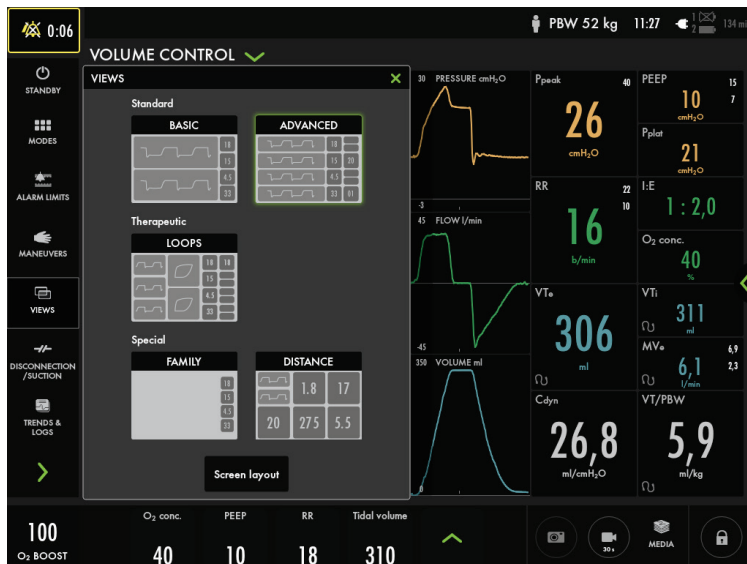 0:06
PBW 52 kg
11:27
1
2
134 mi
STANDBY
MODES
ALARM LIMITS
MANEUVERS
VIEWS
DISCONNECTION
/SUCTION
TRENDS &
LOGS
VOLUME CONTROL
VIEWS
Standard
BASIC
18
15
4.5
33
ADVANCED
18
15 20
4.5
33 81
Therapeutic
LOOPS
18 18
15
4.5
33
Special
FAMILY
18
15
4.5
33
DISTANCE
1.8 17
20 275 5.5
Screen layout
30 PRESSURE cmH₂O
-3
45 FLOW l/min
-45
350 VOLUME ml
0
Ppeak 40
26
cmH₂O
PEEP 15
10 7
cmH₂O
Pplat
21
cmH₂O
RR 22
10
16
b/min
I:E
1 : 2,0
O₂ conc.
40
%
VTe
306
ml
VTi
311
ml
MVe 6,9
6,1 2,3
l/min
Cdyn
26,8
ml/cmH₂O
VT/PBW
5,9
ml/kg
100
O₂ BOOST
O₂ conc.
40
PEEP
10
RR
18
Tidal volume
310
30 s
MEDIA